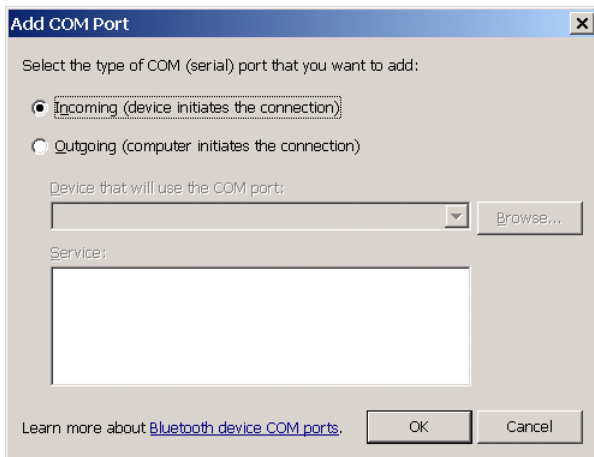 Add COM Port
Select the type of COM (serial) port that you want to add:
Incoming (device initiates the connection)
Outgoing (computer initiates the connection)
Device that will use the COM port:
Browse...
Service:
Learn more about Bluetooth device COM ports.
OK
Cancel